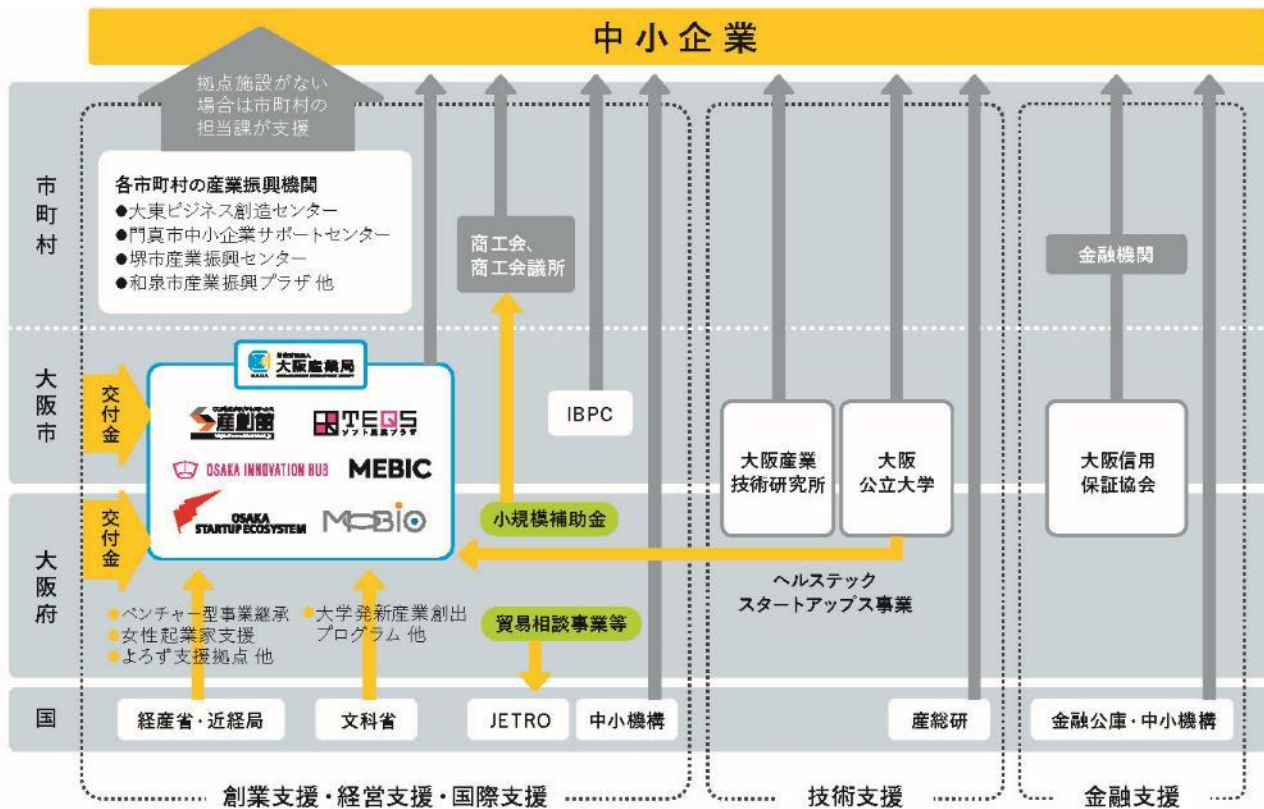 中小企業
拠点施設がない
場合は市町村の
担当課が支援
市町村
各市町村の産業振興機関
●大東ビジネス創造センター
●門真市中小企業サポートセンター
●堺市産業振興センター
●和泉市産業振興プラザ 他
商工会、
商工会議所
金融機関
大阪市
交付金
大阪産業局
産創館
TEQS
ソフト産業プラザ
OSAKA INNOVATION HUB
MEBIC
IBPC
大阪産業
技術研究所
大阪
公立大学
大阪信用
保証協会
大阪府
交付金
OSAKA
STARTUP ECOSYSTEM
MOBIO
小規模補助金
ヘルステック
スタートアップス事業
●ベンチャー型事業継承
●女性起業家支援
●よろず支援拠点 他
●大学発新産業創出
プログラム 他
貿易相談事業等
国
経産省・近経局
文科省
JETRO
中小機構
産総研
金融公庫・中小機構
創業支援・経営支援・国際支援
技術支援
金融支援